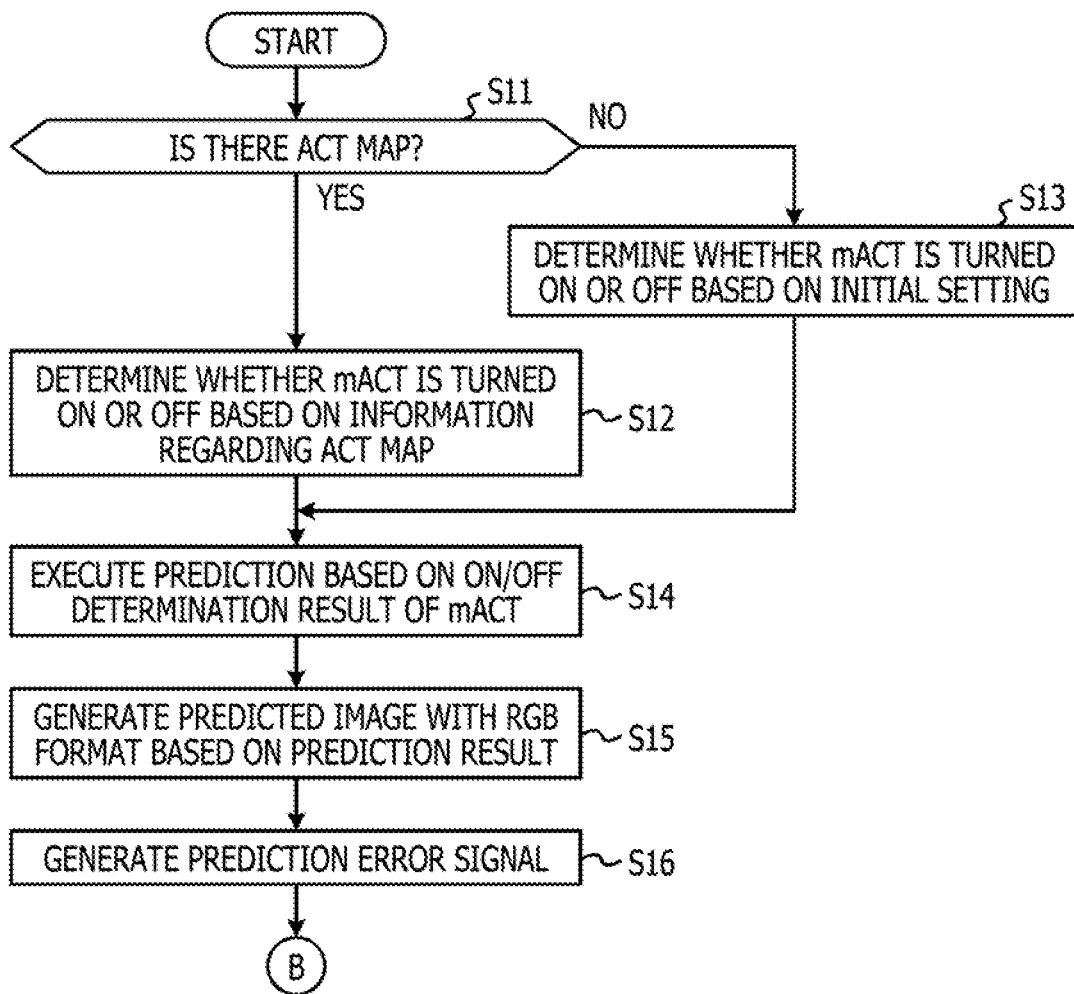 START
S11
IS THERE ACT MAP?
NO
YES
S13
DETERMINE WHETHER mACT IS TURNED
ON OR OFF BASED ON INITIAL SETTING
DETERMINE WHETHER mACT IS TURNED
ON OR OFF BASED ON INFORMATION
REGARDING ACT MAP
S12
EXECUTE PREDICTION BASED ON ON/OFF
DETERMINATION RESULT OF mACT
S14
GENERATE PREDICTED IMAGE WITH RGB
FORMAT BASED ON PREDICTION RESULT
S15
GENERATE PREDICTION ERROR SIGNAL
S16
B